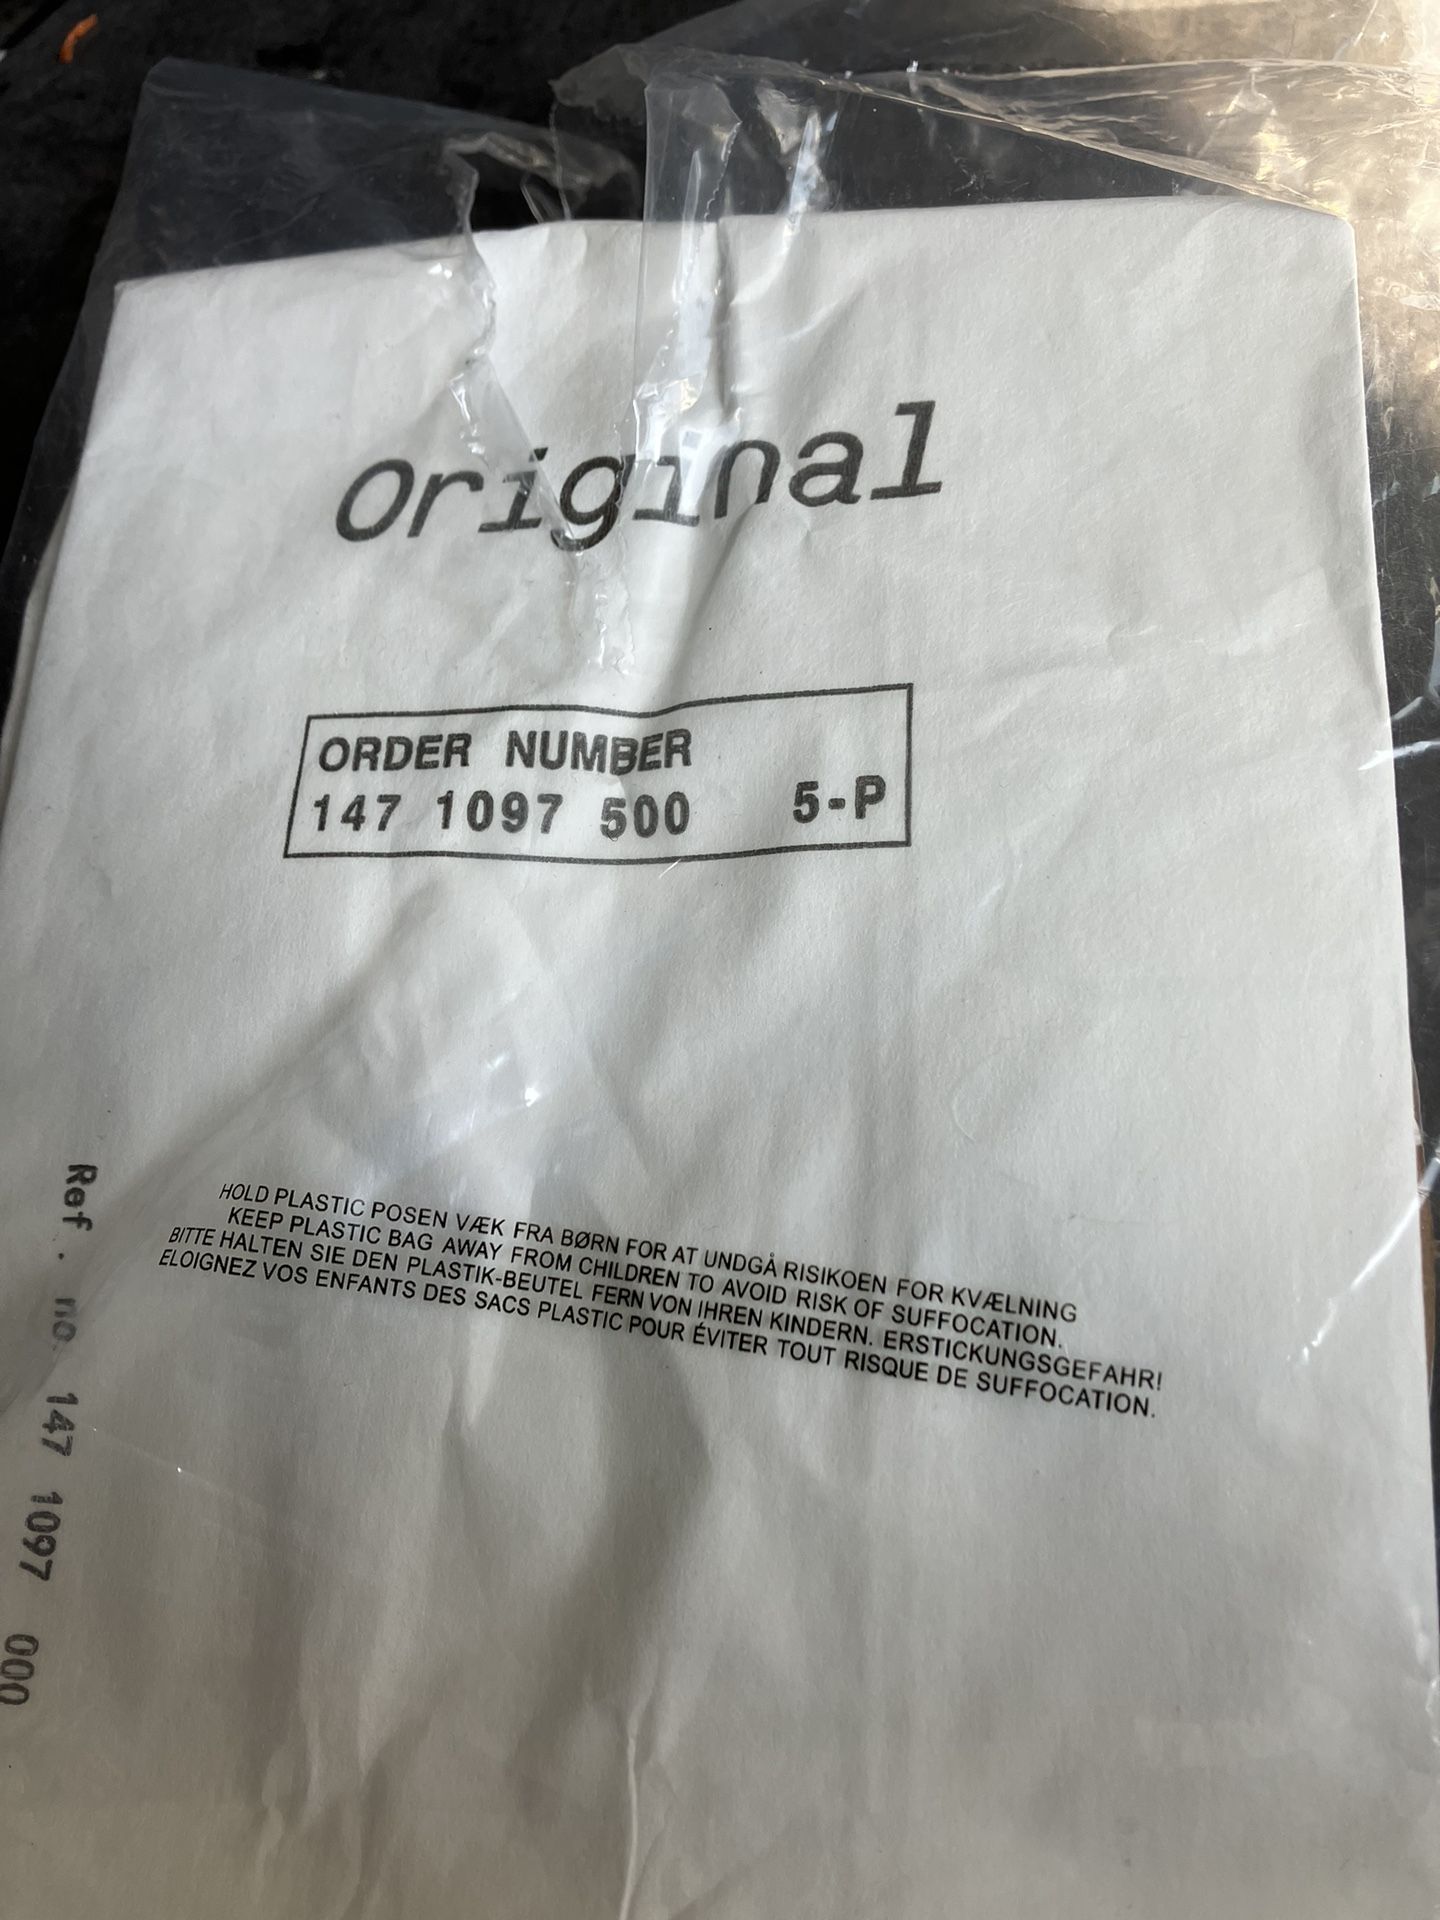 Original
ORDER NUMBER
147 1097 500 5-P
HOLD PLASTIC POSEN VÆK FRA BØRN FOR AT UNDGÅ RISIKOEN FOR KVÆLNING
KEEP PLASTIC BAG AWAY FROM CHILDREN TO AVOID RISK OF SUFFOCATION.
BITTE HALTEN SIE DEN PLASTIK-BEUTEL FERN VON IHREN KINDERN. ERSTICKUNGSGEFAHR!
ELOIGNEZ VOS ENFANTS DES SACS PLASTIC POUR ÉVITER TOUT RISQUE DE SUFFOCATION.
Ref. no. 147 1097 000